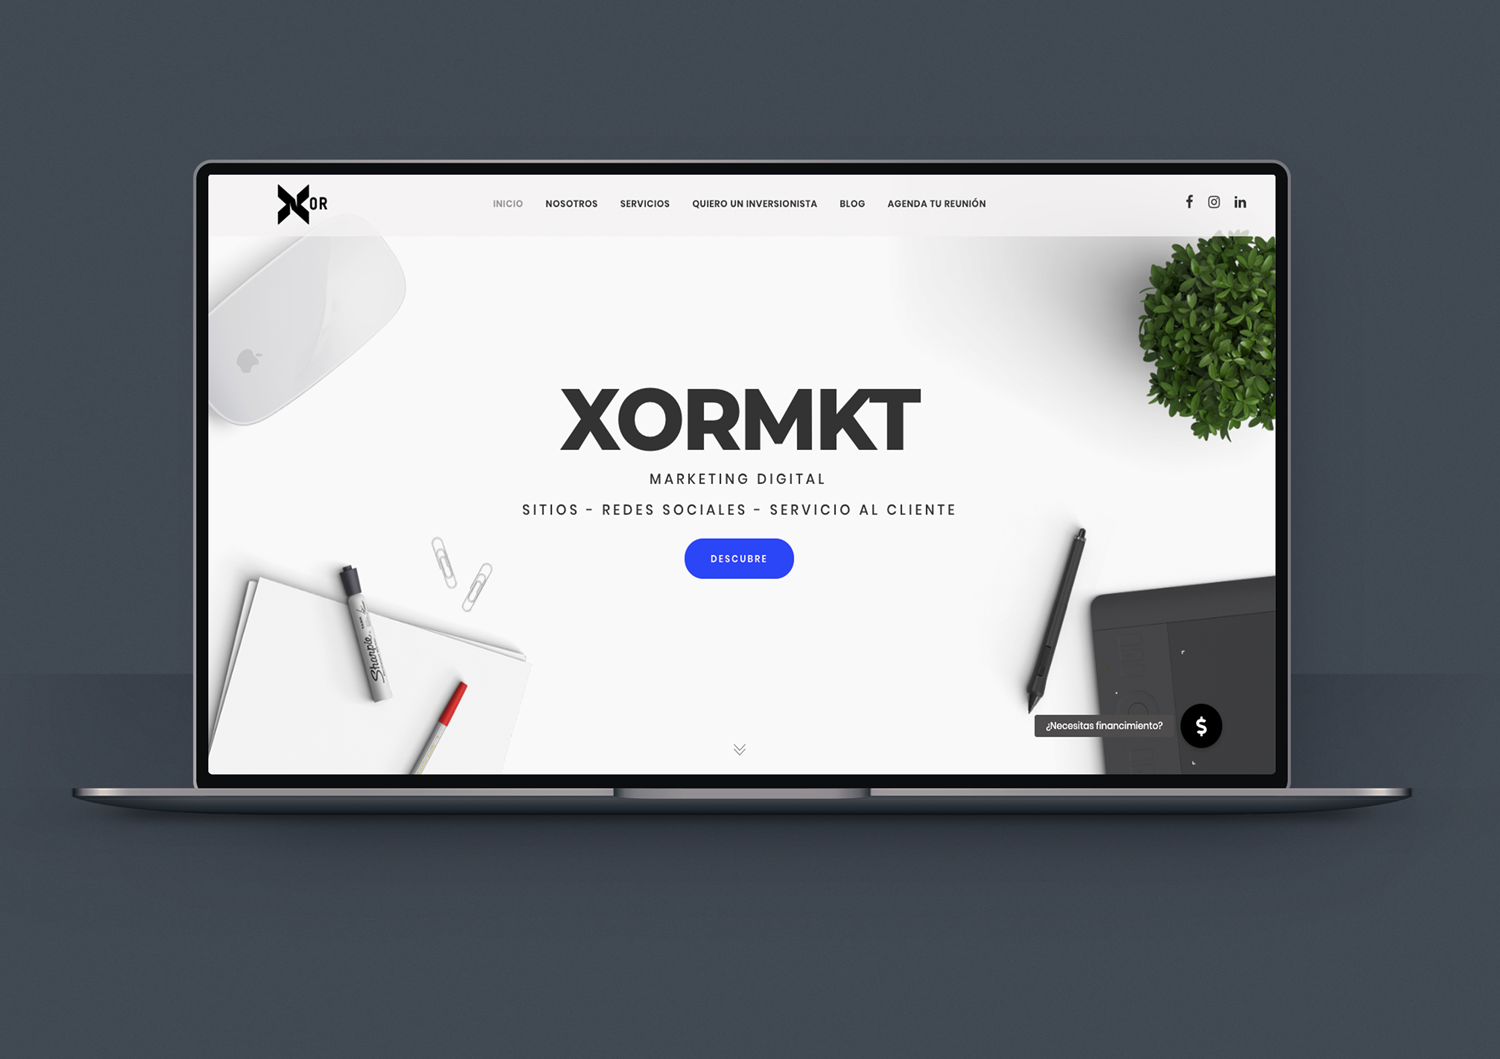 XOR
INICIO NOSOTROS SERVICIOS QUIERO UN INVERSIONISTA BLOG AGENDA TU REUNIÓN
XORMKT
MARKETING DIGITAL
SITIOS - REDES SOCIALES - SERVICIO AL CLIENTE
DESCUBRE
Sharpie
¿Necesitas financimiento?
$